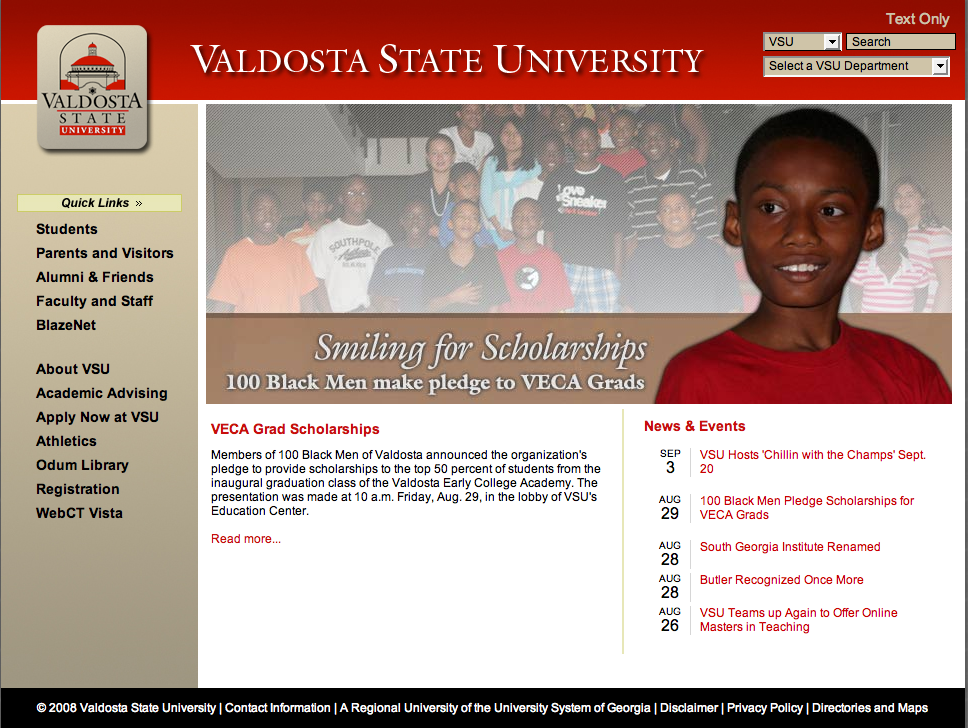 Text Only
VSU
Search
Select a VSU Department
VALDOSTA STATE UNIVERSITY
VALDOSTA
STATE
UNIVERSITY
Quick Links »
Students
Parents and Visitors
Alumni & Friends
Faculty and Staff
BlazeNet
About VSU
Academic Advising
Apply Now at VSU
Athletics
Odum Library
Registration
WebCT Vista
Love
Sneaker
SOUTHPOLE
3
Smiling for Scholarships
100 Black Men make pledge to VECA Grads
VECA Grad Scholarships
Members of 100 Black Men of Valdosta announced the organization's
pledge to provide scholarships to the top 50 percent of students from the
inaugural graduation class of the Valdosta Early College Academy. The
presentation was made at 10 a.m. Friday, Aug. 29, in the lobby of VSU's
Education Center.
Read more...
News & Events
SEP
3
VSU Hosts 'Chillin with the Champs' Sept.
20
AUG
29
100 Black Men Pledge Scholarships for
VECA Grads
AUG
28
South Georgia Institute Renamed
AUG
28
Butler Recognized Once More
AUG
26
VSU Teams up Again to Offer Online
Masters in Teaching
© 2008 Valdosta State University | Contact Information | A Regional University of the University System of Georgia | Disclaimer | Privacy Policy | Directories and Maps